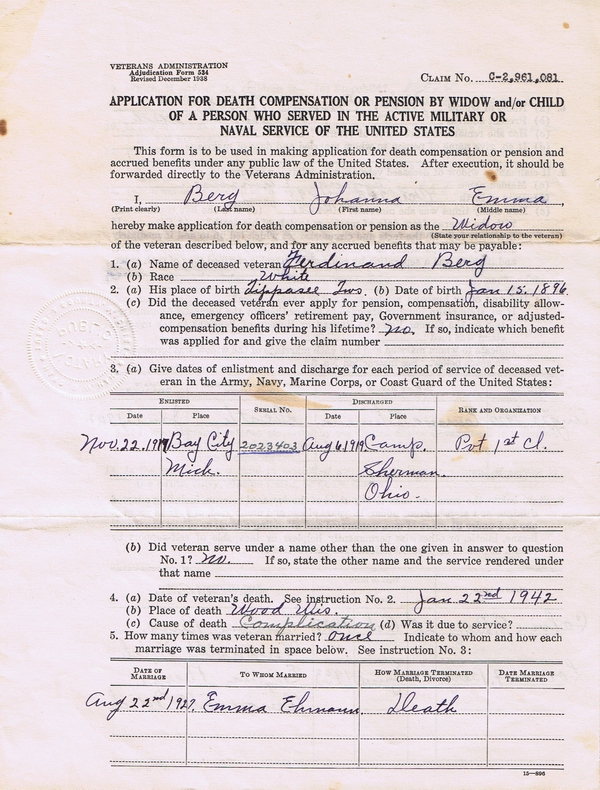 VETERANS ADMINISTRATION
Adjudication Form 534
Revised December 1938
CLAIM NO. C-2,961,081
APPLICATION FOR DEATH COMPENSATION OR PENSION BY WIDOW and/or CHILD
OF A PERSON WHO SERVED IN THE ACTIVE MILITARY OR
NAVAL SERVICE OF THE UNITED STATES
This form is to be used in making application for death compensation or pension and
accrued benefits under any public law of the United States. After execution, it should be
forwarded directly to the Veterans Administration.
I, Berg Johanna Emma,
(Print clearly) (Last name) (First name) (Middle name)
hereby make application for death compensation or pension as the Widow
(State your relationship to the veteran)
of the veteran described below, and for any accrued benefits that may be payable:
1. (a) Name of deceased veteran Ferdinand Berg
(b) Race White
2. (a) His place of birth Tippasee Tws. (b) Date of birth Jan 15. 1896
(c) Did the deceased veteran ever apply for pension, compensation, disability allow-
ance, emergency officers' retirement pay, Government insurance, or adjusted-
compensation benefits during his lifetime? No. If so, indicate which benefit
was applied for and give the claim number
3. (a) Give dates of enlistment and discharge for each period of service of deceased vet-
eran in the Army, Navy, Marine Corps, or Coast Guard of the United States:
ENLISTED SERIAL NO. DISCHARGED RANK AND ORGANIZATION
Date Place Date Place
Nov. 22. Bay City 2023403 Aug 6, 1919 Camp. Pvt 1st Cl.
Mich. Sherman.
Ohio.
(b) Did veteran serve under a name other than the one given in answer to question
No. 1? No. If so, state the other name and the service rendered under
that name
4. (a) Date of veteran's death. See instruction No. 2. Jan. 22nd 1942
(b) Place of death Wood Wis.
(c) Cause of death Complication (d) Was it due to service?
5. How many times was veteran married? once Indicate to whom and how each
marriage was terminated in space below. See instruction No. 3:
DATE OF MARRIAGE TO WHOM MARRIED HOW MARRIAGE TERMINATED (Death, Divorce) DATE MARRIAGE TERMINATED
Aug 22nd 1927. Emma Ehmann Death
15-896